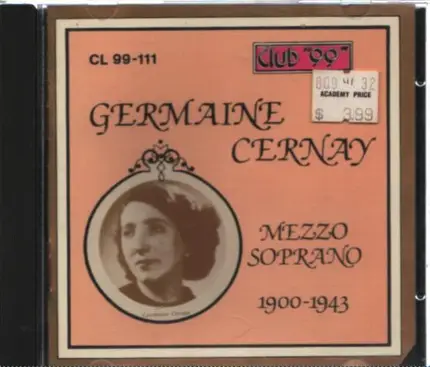 CL 99-111
Club "99"
ACADEMY PRICE
$ 3.99
GERMAINE
CERNAY
MEZZO
SOPRANO
1900-1943